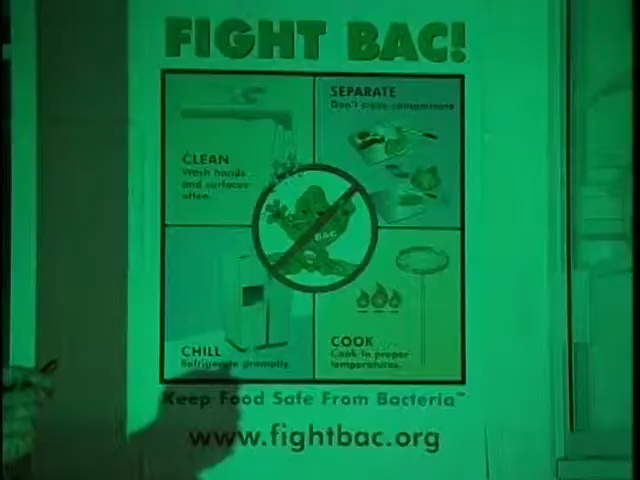 FIGHT BAC!
SEPARATE
Don't cross-contaminate
CLEAN
Wash hands
and surfaces
often.
BAC
CHILL
Refrigerate promptly.
COOK
Cook to proper
temperatures.
Keep Food Safe From Bacteria™
www.fightbac.org